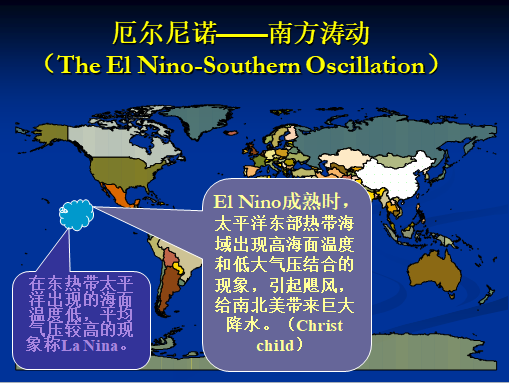 厄尔尼诺——南方涛动
（The El Nino-Southern Oscillation）
El Nino成熟时，
太平洋东部热带海
域出现高海面温度
和低大气压结合的
现象，引起飓风，
给南北美带来巨大
降水。（Christ
child）
在东热带太平
洋出现的海面
温度低，平均
气压较高的现
象称La Nina。